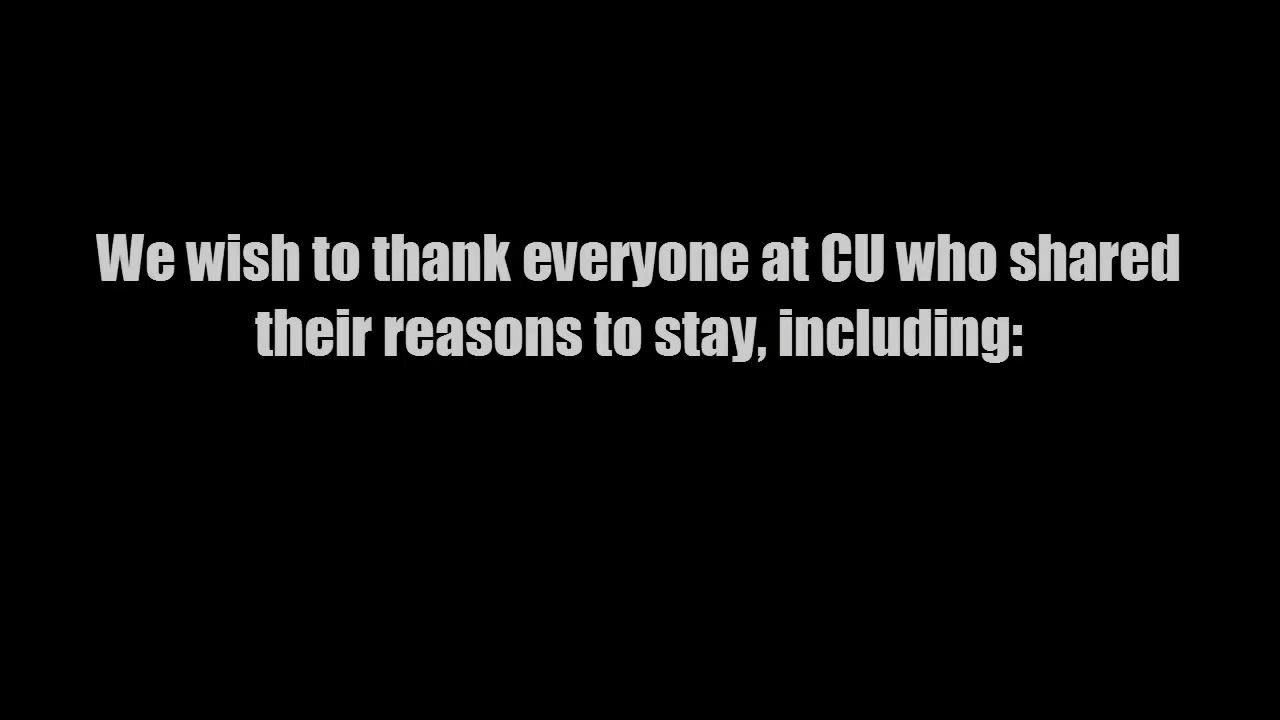 We wish to thank everyone at CU who shared
their reasons to stay, including: